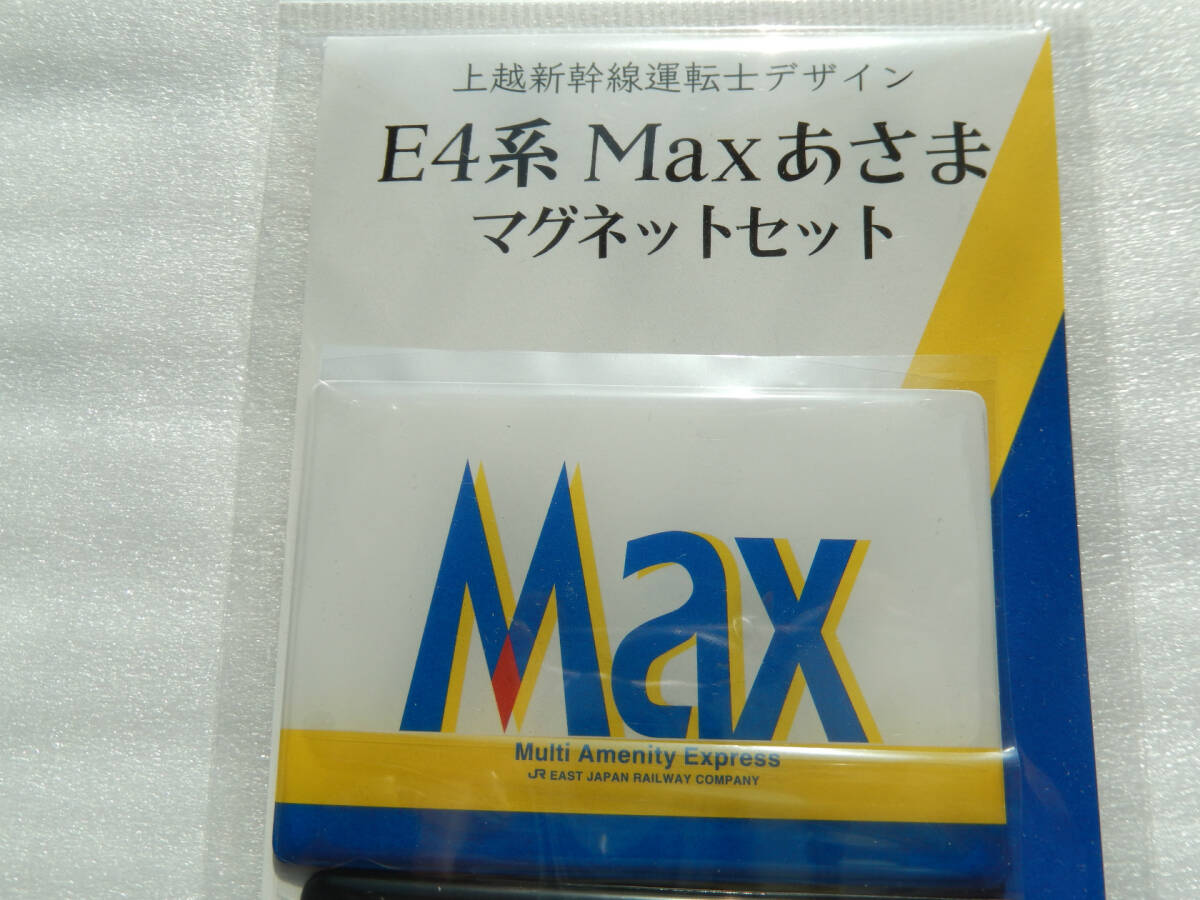 上越新幹線運転士デザイン
E4系 Maxあさま
マグネットセット
Max
Multi Amenity Express
JR EAST JAPAN RAILWAY COMPANY